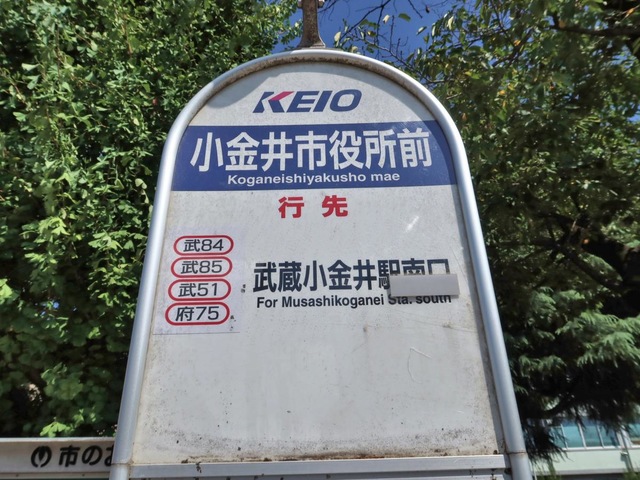 KEIO
小金井市役所前
Koganeishiyakusho mae
行先
武84
武85
武51
府75
武蔵小金井駅南口
For Musashikoganei Sta. south
市の